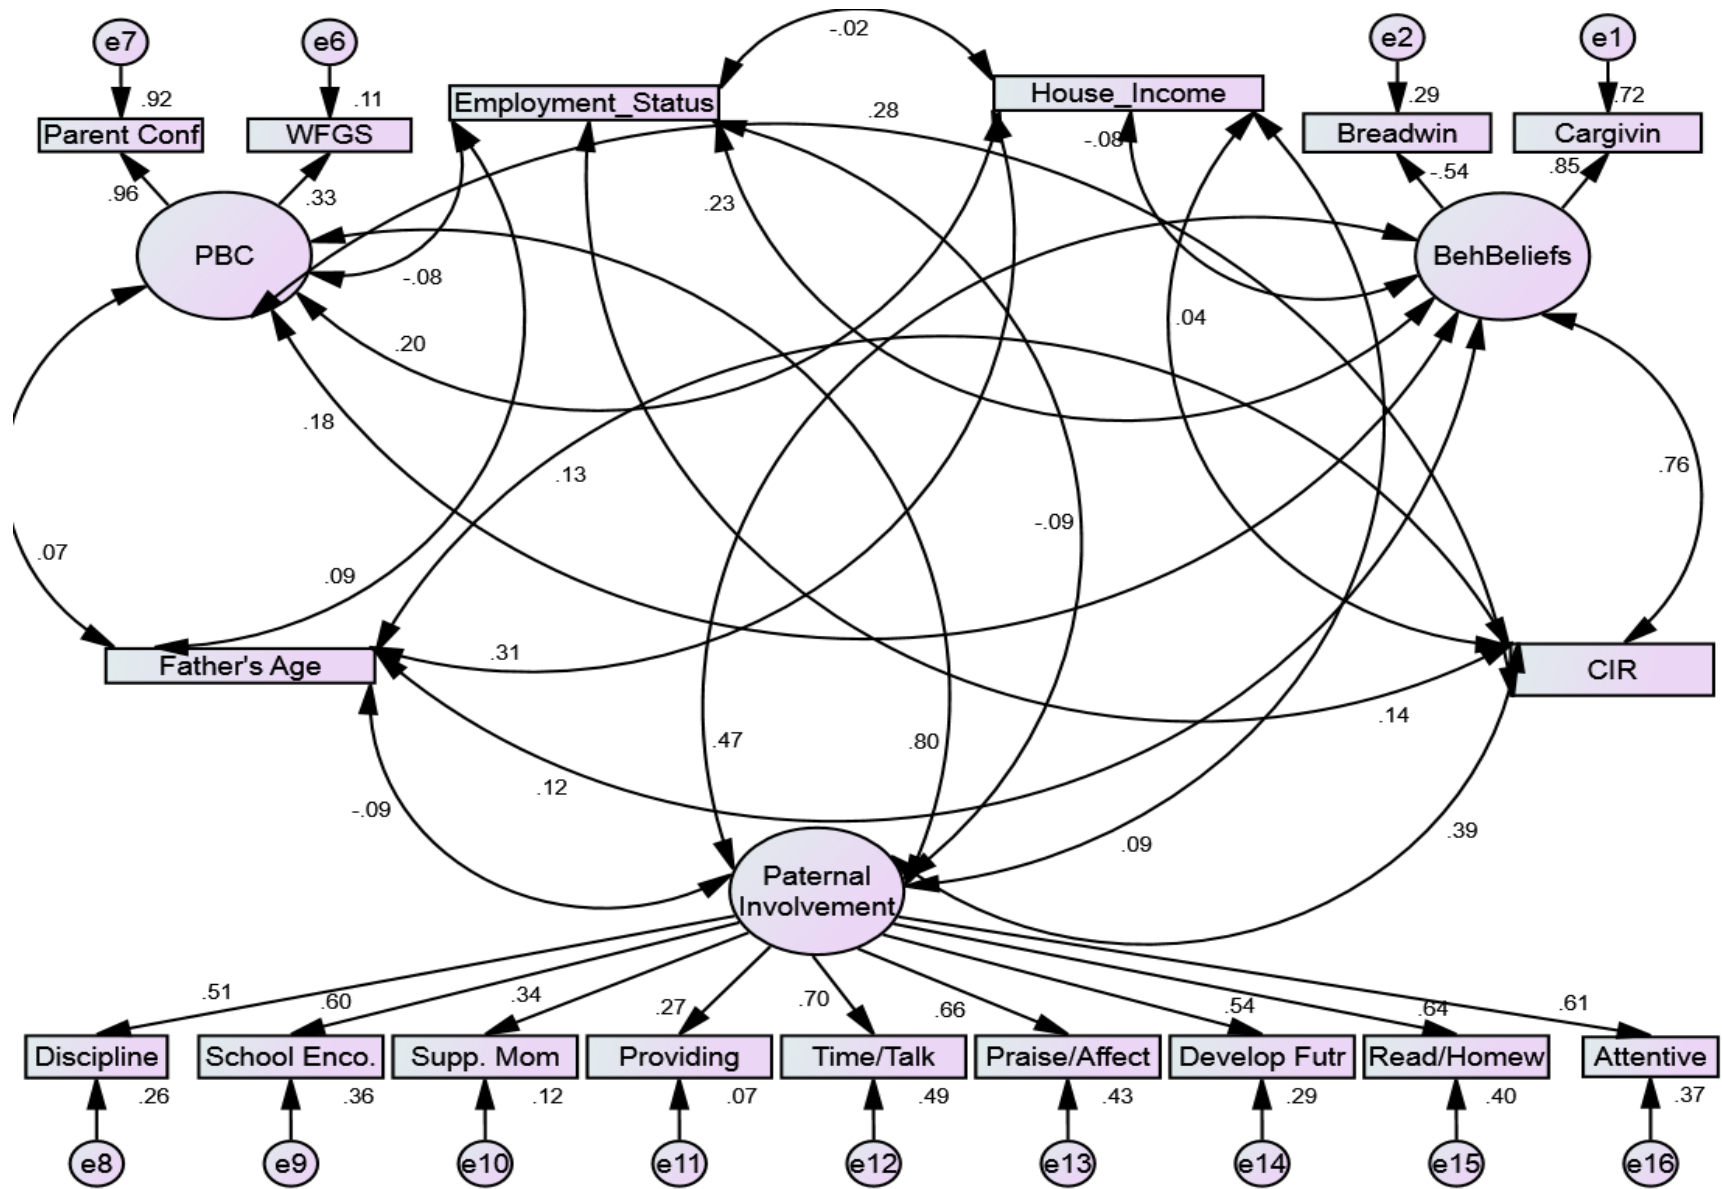 e7
e6
e2
e1
-.02
.92
.11
.29
.72
Employment_Status
House_Income
.28
Parent Conf
WFGS
-.08
Breadwin
Cargivin
.96
.33
.23
-.54
.85
PBC
BehBeliefs
-.08
.20
.04
.18
.13
.76
-.09
.07
.09
.31
Father's Age
CIR
.14
.47
.80
.12
-.09
.09
.39
Paternal
Involvement
.51
.60
.34
.27
.70
.66
.54
.64
.61
Discipline
School Enco.
Supp. Mom
Providing
Time/Talk
Praise/Affect
Develop Futr
Read/Homew
Attentive
.26
.36
.12
.07
.49
.43
.29
.40
.37
e8
e9
e10
e11
e12
e13
e14
e15
e16